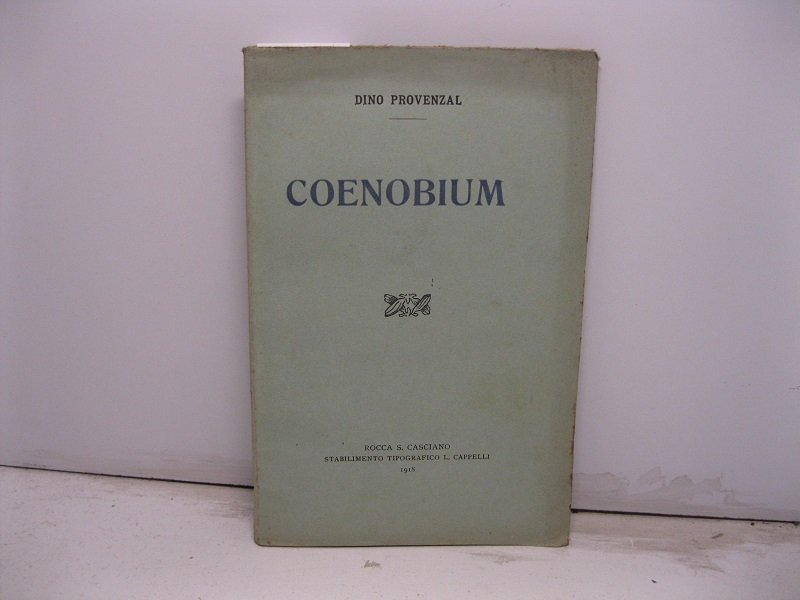 DINO PROVENZAL
COENOBIUM
ROCCA S. CASCIANO
STABILIMENTO TIPOGRAFICO L. CAPPELLI
1918